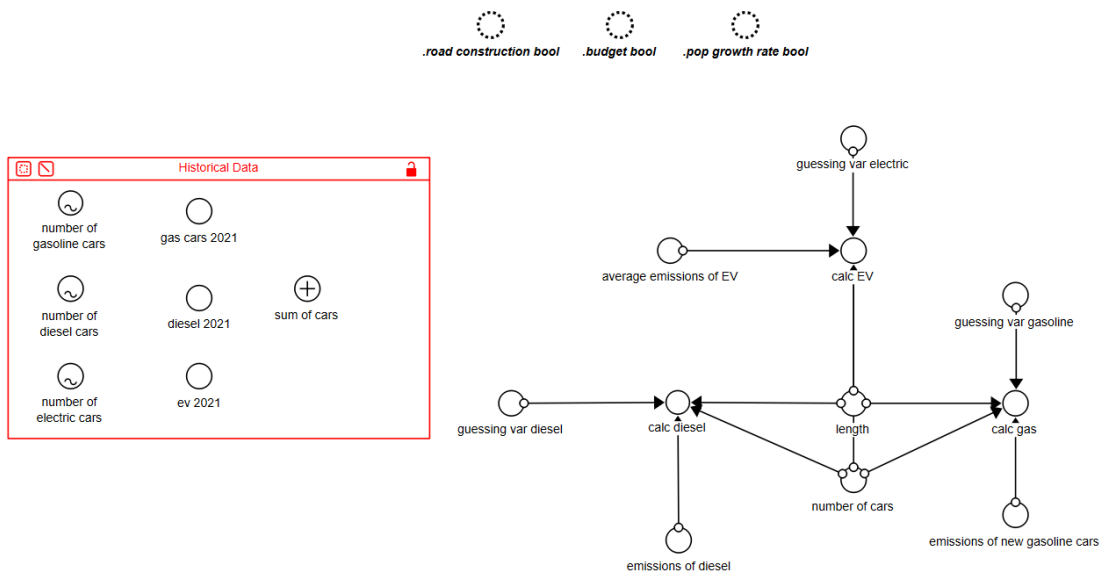 .road construction bool
.budget bool
.pop growth rate bool
guessing var electric
Historical Data
number of
gasoline cars
gas cars 2021
average emissions of EV
calc EV
number of
diesel cars
diesel 2021
sum of cars
guessing var gasoline
number of
electric cars
ev 2021
guessing var diesel
calc diesel
length
calc gas
number of cars
emissions of new gasoline cars
emissions of diesel